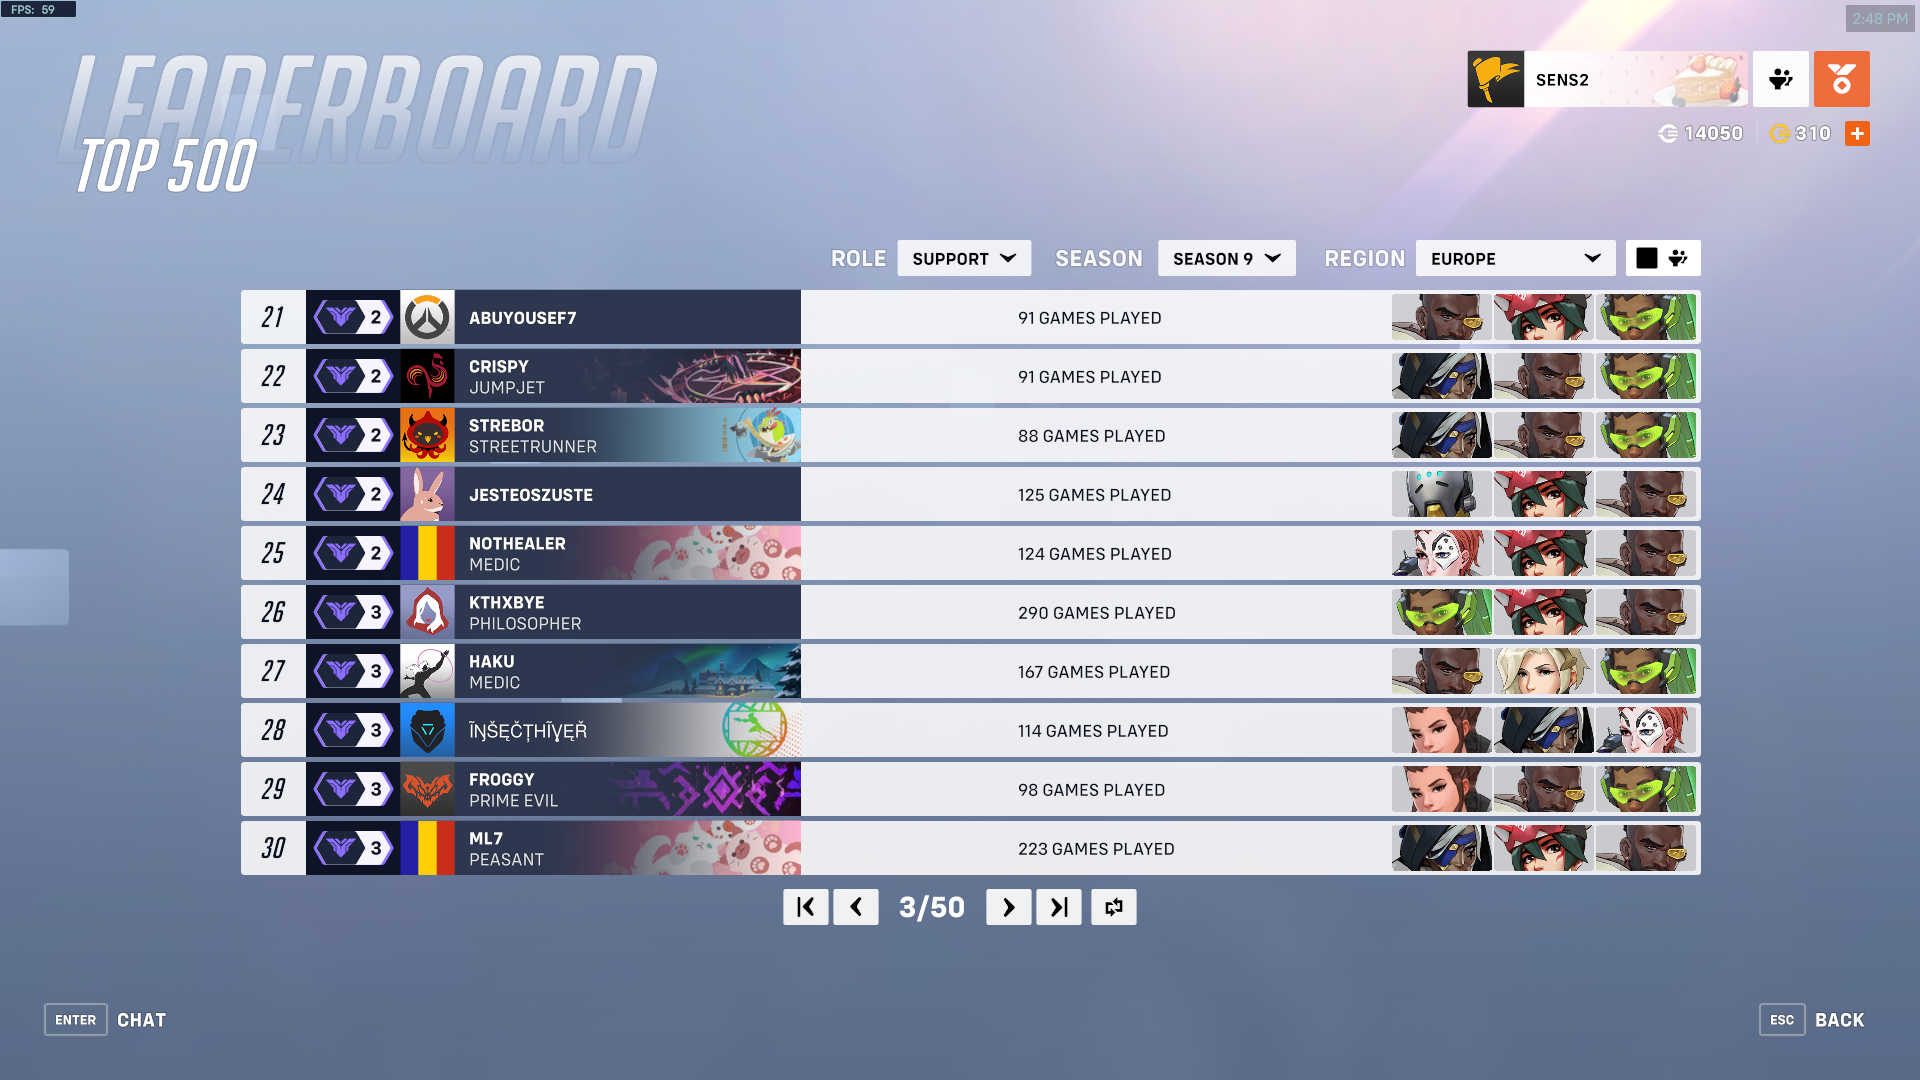 FPS: 59
2:48 PM
LEADERBOARD
TOP 500
SENS2
14050 310
ROLE SUPPORT SEASON SEASON 9 REGION EUROPE
21 2 ABUYOUSEF7 91 GAMES PLAYED
22 2 CRISPY 91 GAMES PLAYED
JUMPJET
23 2 STREBOR 88 GAMES PLAYED
STREETRUNNER
24 2 JESTEOSZUSTE 125 GAMES PLAYED
25 2 NOTHEALER 124 GAMES PLAYED
MEDIC
26 3 KTHXBYE 290 GAMES PLAYED
PHILOSOPHER
27 3 HAKU 167 GAMES PLAYED
MEDIC
28 3 ĨŊŠĘČŢHĨƔĘŘ 114 GAMES PLAYED
29 3 FROGGY 98 GAMES PLAYED
PRIME EVIL
30 3 ML7 223 GAMES PLAYED
PEASANT
3/50
ENTER CHAT
ESC BACK